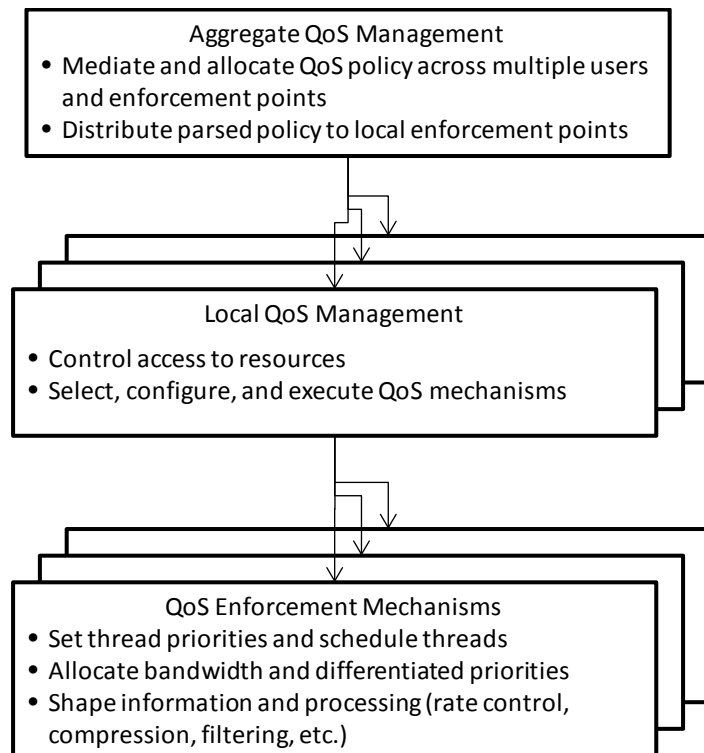 Aggregate QoS Management
• Mediate and allocate QoS policy across multiple users
and enforcement points
• Distribute parsed policy to local enforcement points
Local QoS Management
• Control access to resources
• Select, configure, and execute QoS mechanisms
QoS Enforcement Mechanisms
• Set thread priorities and schedule threads
• Allocate bandwidth and differentiated priorities
• Shape information and processing (rate control,
compression, filtering, etc.)